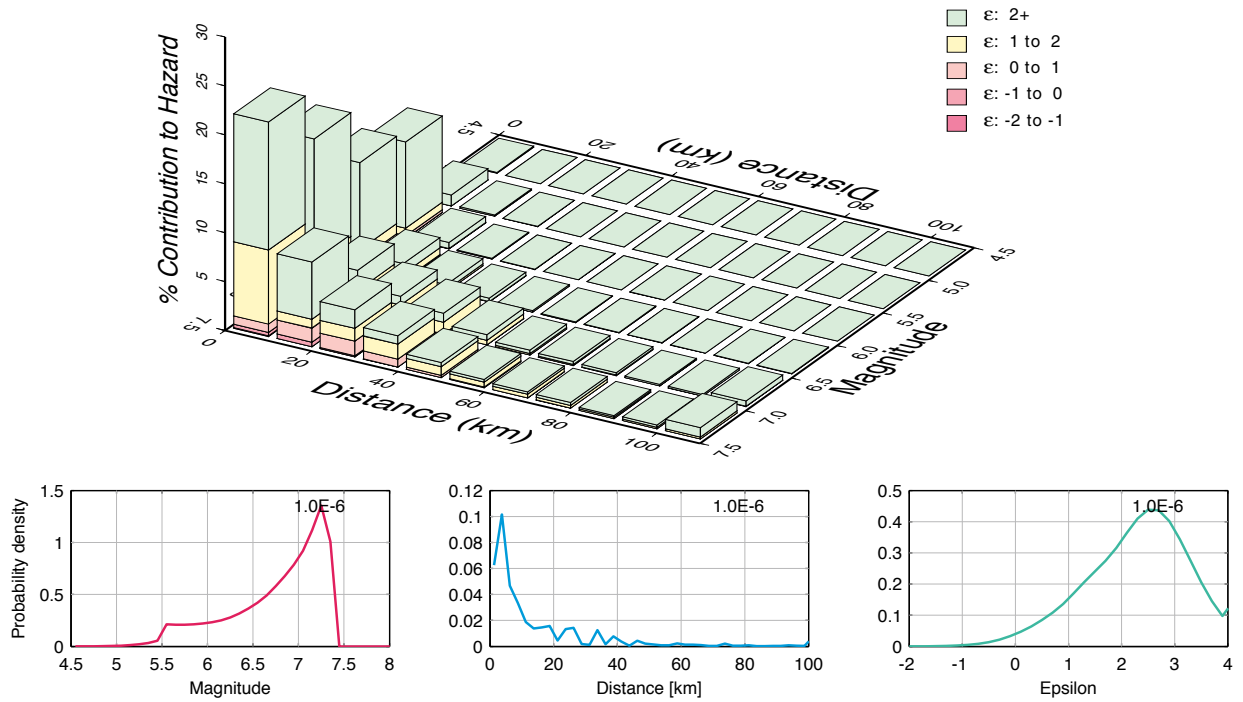 ε: 2+
ε: 1 to 2
ε: 0 to 1
ε: -1 to 0
ε: -2 to -1
% Contribution to Hazard
30
25
20
15
10
5
7.5
0
20
40
60
80
100
Distance (km)
4.5
0
20
40
60
80
100
Distance (km)
4.5
5.0
5.5
6.0
6.5
7.0
7.5
Magnitude
Probability density
1.5
1
0.5
0
1.0E-6
4.5 5 5.5 6 6.5 7 7.5 8
Magnitude
0.12
0.1
0.08
0.06
0.04
0.02
0
1.0E-6
0 20 40 60 80 100
Distance [km]
0.5
0.4
0.3
0.2
0.1
0
1.0E-6
-2 -1 0 1 2 3 4
Epsilon